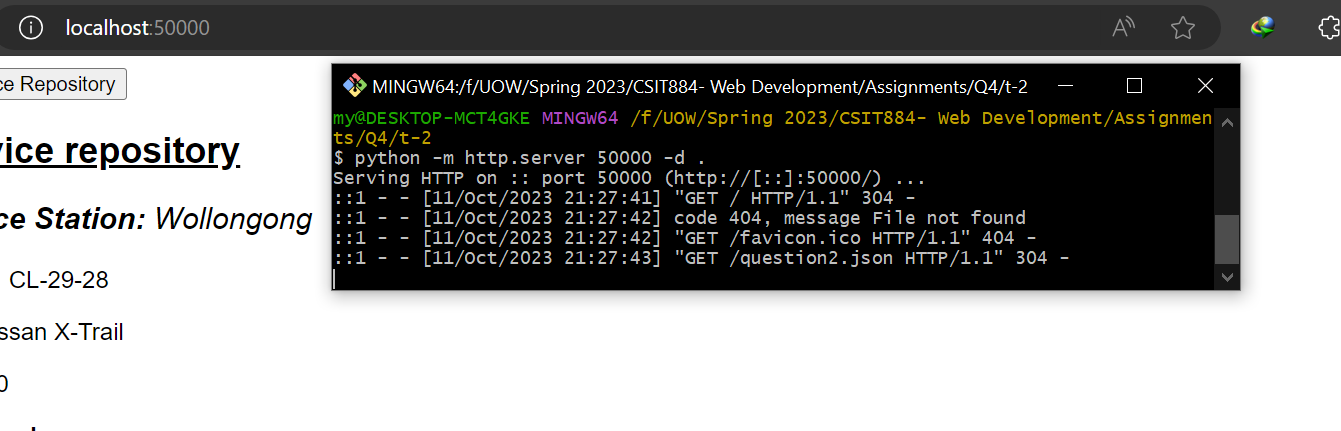 localhost:50000
ce Repository
MINGW64:/f/UOW/Spring 2023/CSIT884- Web Development/Assignments/Q4/t-2
my@DESKTOP-MCT4GKE MINGW64 /f/UOW/Spring 2023/CSIT884- Web Development/Assignmen
ts/Q4/t-2
$ python -m http.server 50000 -d .
Serving HTTP on :: port 50000 (http://[::]:50000/) ...
::1 - - [11/Oct/2023 21:27:41] "GET / HTTP/1.1" 304 -
::1 - - [11/Oct/2023 21:27:42] code 404, message File not found
::1 - - [11/Oct/2023 21:27:42] "GET /favicon.ico HTTP/1.1" 404 -
::1 - - [11/Oct/2023 21:27:43] "GET /question2.json HTTP/1.1" 304 -
vice repository
ce Station: Wollongong
CL-29-28
ssan X-Trail
0